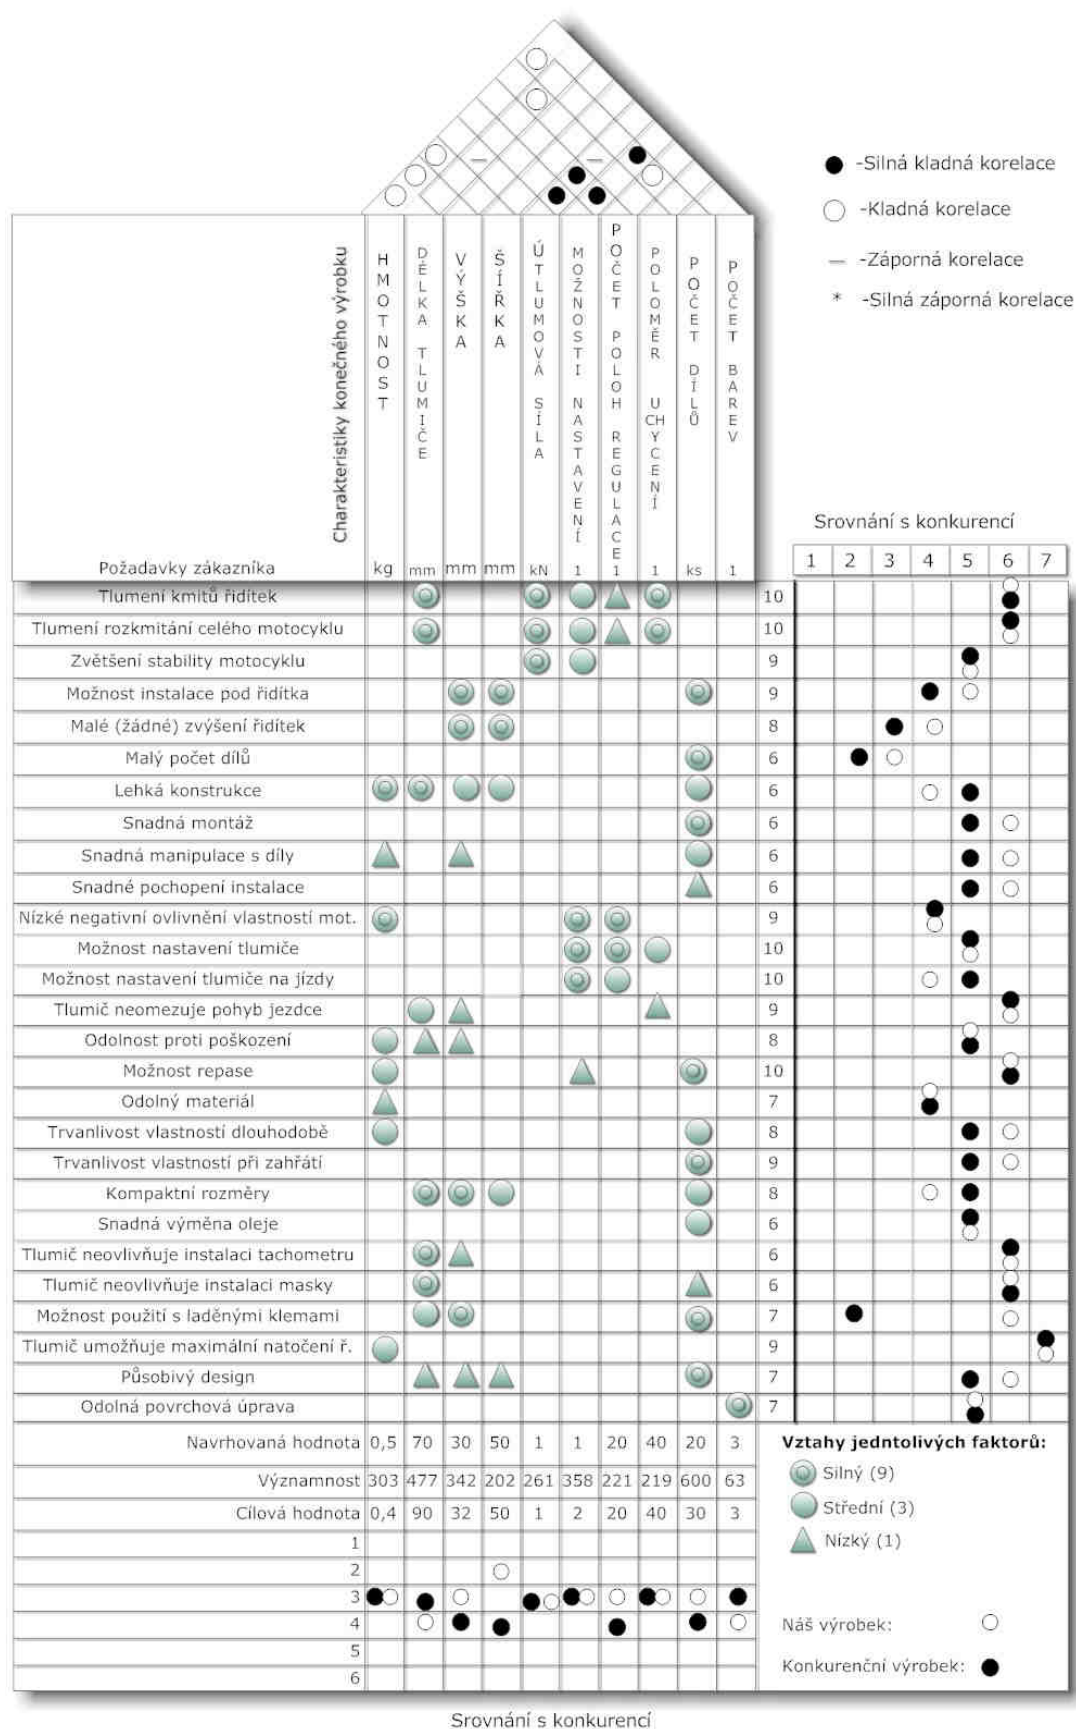 -Silná kladná korelace
-Kladná korelace
-Záporná korelace
* -Silná záporná korelace
Charakteristiky konečného výrobku
HMOTNOST
DÉLKA TLUMIČE
VÝŠKA
ŠÍŘKA
ÚTLUMOVÁ SÍLA
MOŽNOSTI NASTAVENÍ
POČET POLOH REGULACE
POLOMĚR UCHYCENÍ
POČET DÍLŮ
POČET BAREV
Srovnání s konkurencí
1 2 3 4 5 6 7
Požadavky zákazníka kg mm mm mm kN 1 1 1 ks 1
Tlumení kmitů řidítek 10
Tlumení rozkmitání celého motocyklu 10
Zvětšení stability motocyklu 9
Možnost instalace pod řidítka 9
Malé (žádné) zvýšení řidítek 8
Malý počet dílů 6
Lehká konstrukce 6
Snadná montáž 6
Snadná manipulace s díly 6
Snadné pochopení instalace 6
Nízké negativní ovlivnění vlastností mot. 9
Možnost nastavení tlumiče 10
Možnost nastavení tlumiče na jízdy 10
Tlumič neomezuje pohyb jezdce 9
Odolnost proti poškození 8
Možnost repase 10
Odolný materiál 7
Trvanlivost vlastností dlouhodobě 8
Trvanlivost vlastností při zahřátí 9
Kompaktní rozměry 8
Snadná výměna oleje 6
Tlumič neovlivňuje instalaci tachometru 6
Tlumič neovlivňuje instalaci masky 6
Možnost použití s laděnými klemami 7
Tlumič umožňuje maximální natočení ř. 9
Působivý design 7
Odolná povrchová úprava 7
Navrhovaná hodnota 0,5 70 30 50 1 1 20 40 20 3
Významnost 303 477 342 202 261 358 221 219 600 63
Cílová hodnota 0,4 90 32 50 1 2 20 40 30 3
1
2
3
4
5
6
Vztahy jedntolivých faktorů:
Silný (9)
Střední (3)
Nízký (1)
Náš výrobek:
Konkurenční výrobek:
Srovnání s konkurencí